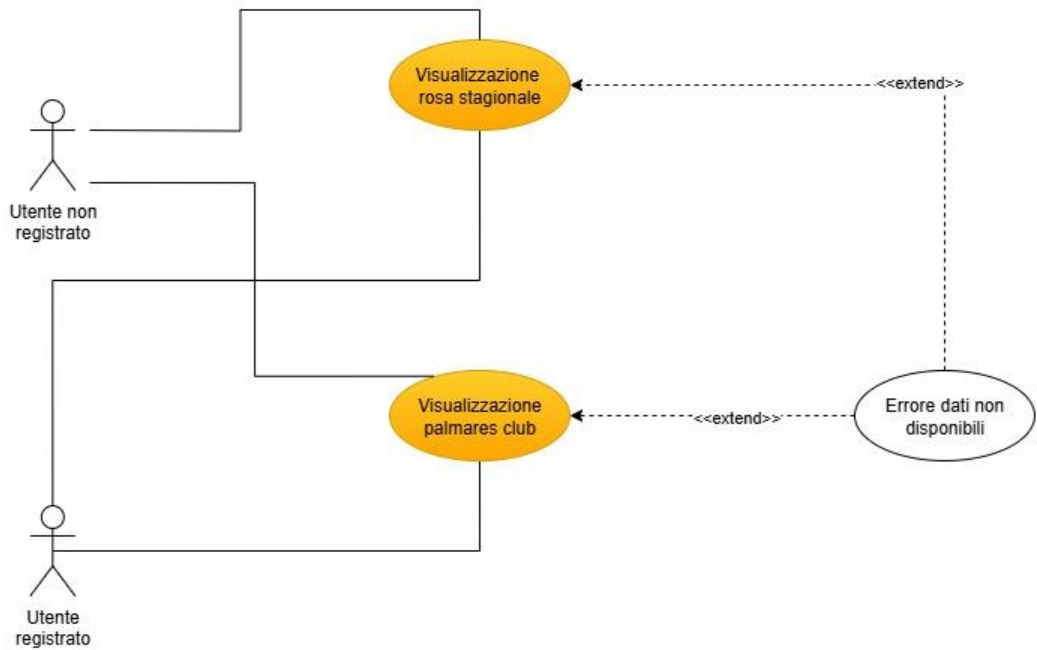 Visualizzazione
rosa stagionale
<<extend>>
Utente non
registrato
Visualizzazione
palmares club
<<extend>>
Errore dati non
disponibili
Utente
registrato